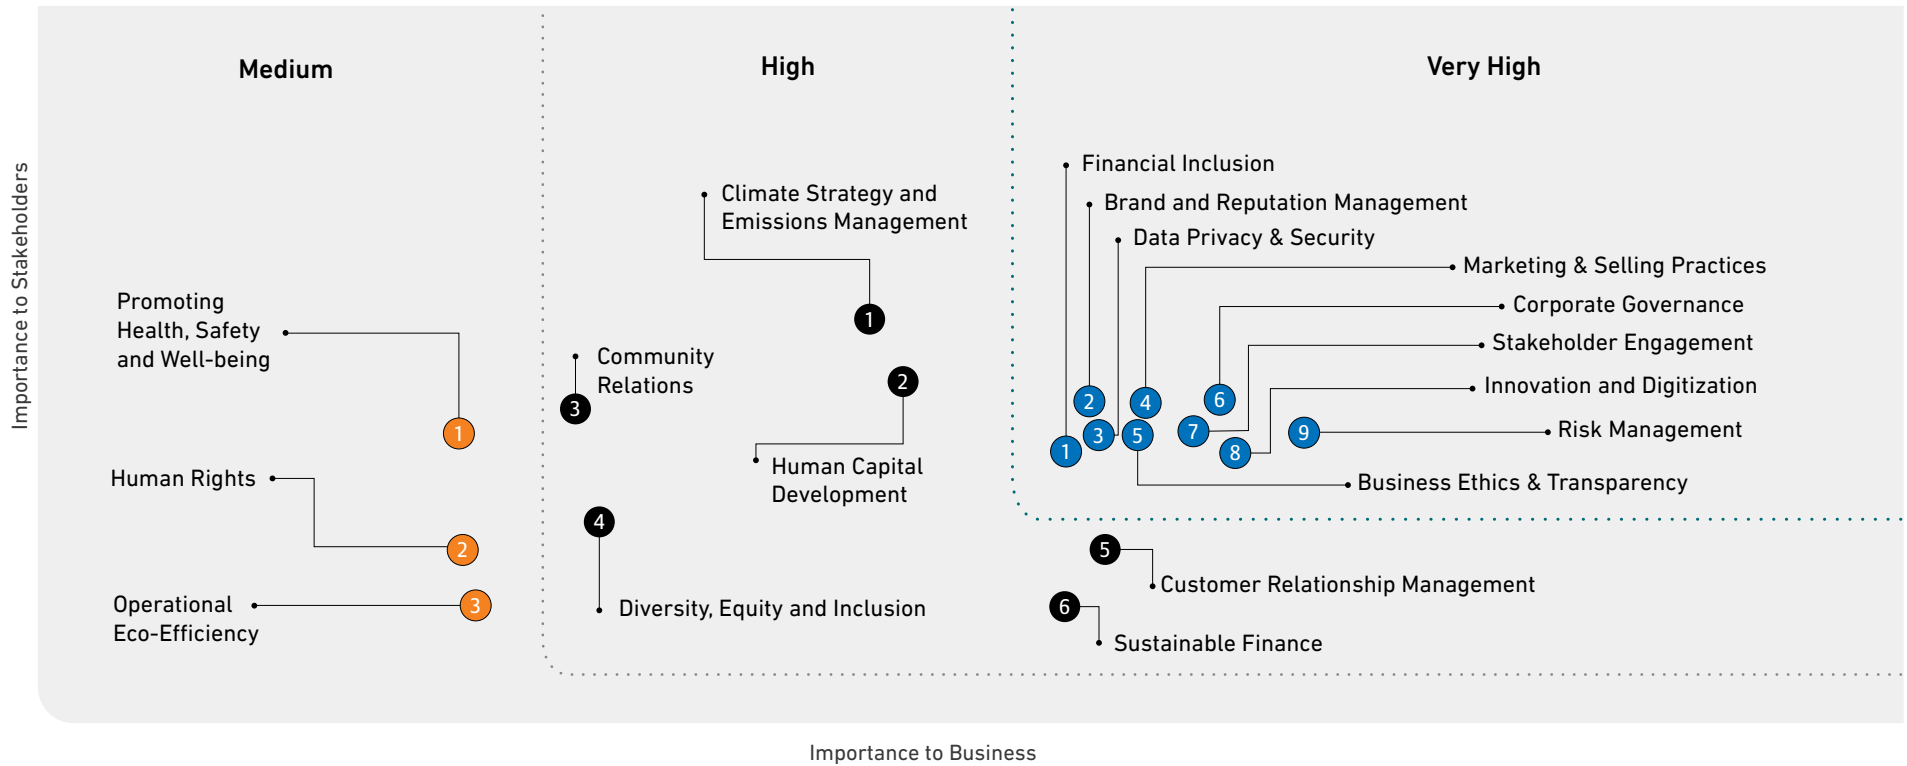 Medium
High
Very High
Importance to Stakeholders
Promoting
Health, Safety
and Well-being
1
Human Rights
2
Operational
Eco-Efficiency
3
Climate Strategy and
Emissions Management
1
Community
Relations
3
2
Human Capital
Development
4
Diversity, Equity and Inclusion
Financial Inclusion
Brand and Reputation Management
Data Privacy & Security
Marketing & Selling Practices
Corporate Governance
Stakeholder Engagement
Innovation and Digitization
Risk Management
Business Ethics & Transparency
2
4
6
1
3
5
7
8
9
5
Customer Relationship Management
6
Sustainable Finance
Importance to Business